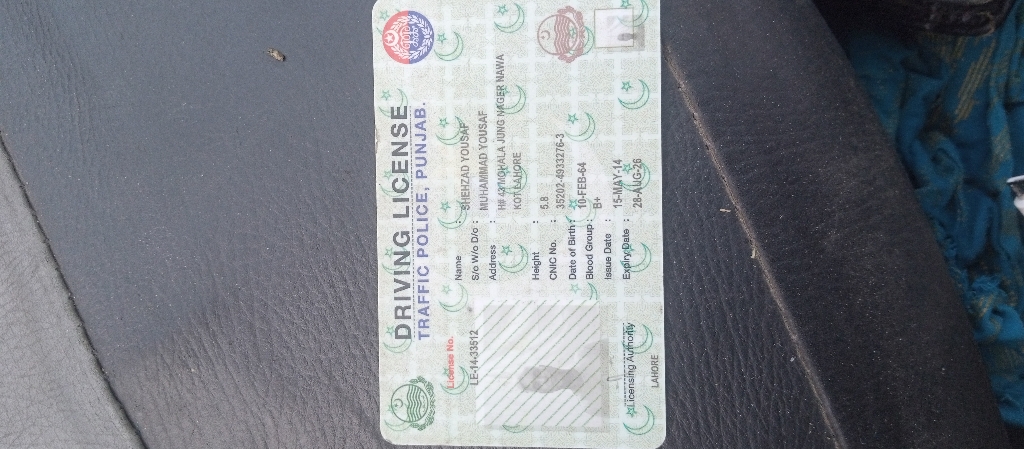 DRIVING LICENSE
TRAFFIC POLICE, PUNJAB.
License No.
LE-14-33512
Name : SHEHZAD YOUSAF
S/o W/o D/o : MUHAMMAD YOUSAF
Address : H# 437MOHALA JUNG NAGER NAWA
KOT LAHORE
Height : 5.8
CNIC No. : 35202-4933276-3
Date of Birth : 10-FEB-64
Blood Group : B+
Issue Date : 15-MAY-14
Expiry Date : 28-AUG-26
Licensing Authority
LAHORE